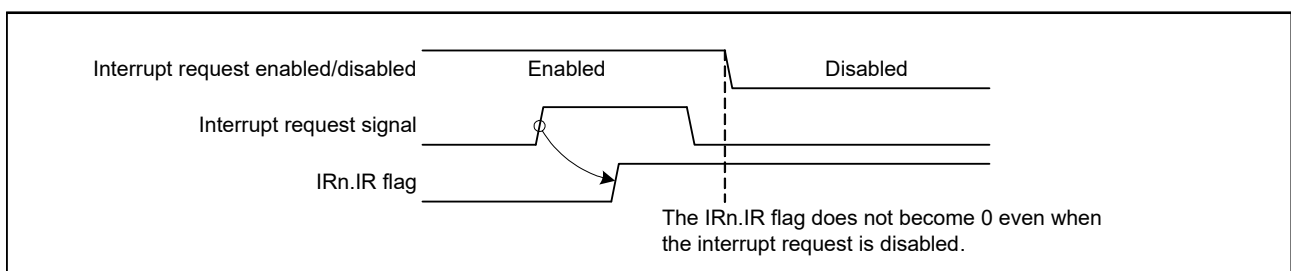 Interrupt request enabled/disabled
Enabled
Disabled
Interrupt request signal
IRn.IR flag
The IRn.IR flag does not become 0 even when
the interrupt request is disabled.